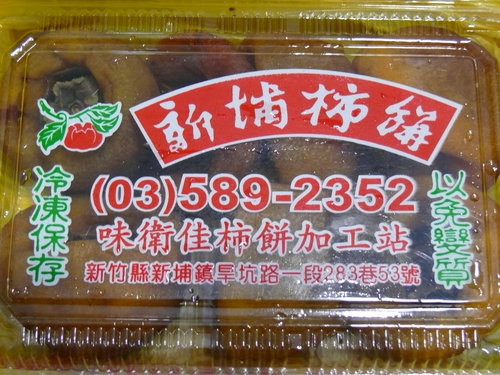 新埔柿餅
冷凍保存
(03)589-2352
味衛佳柿餅加工站
新竹縣新埔鎮旱坑路一段283巷53號
以免變質